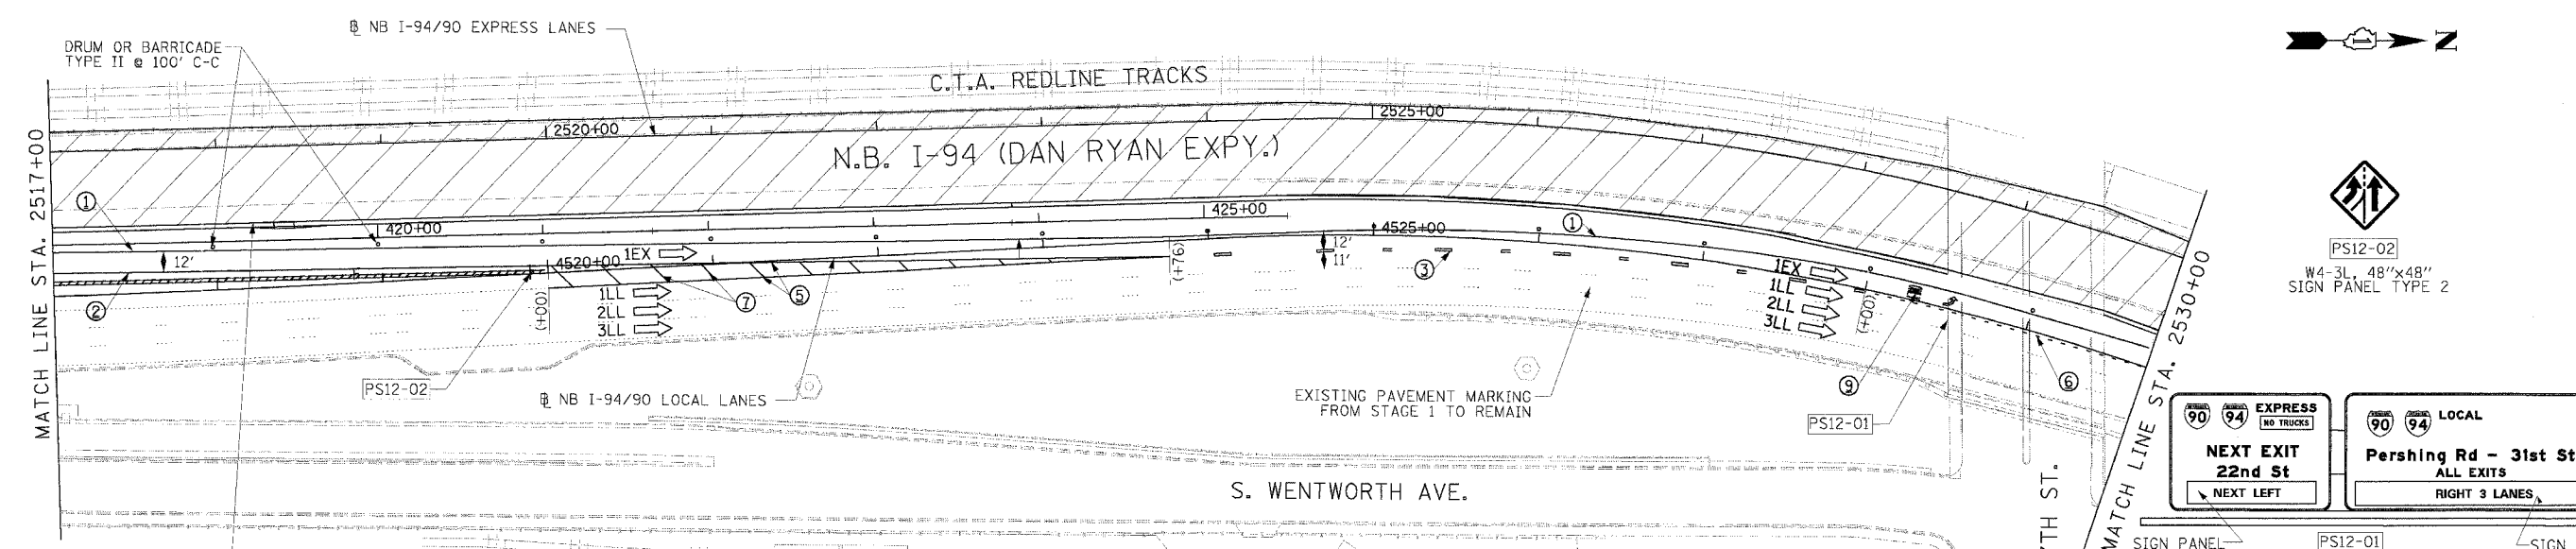 ℄ NB I-94/90 EXPRESS LANES
DRUM OR BARRICADE
TYPE II @ 100' C-C
N
C.T.A. REDLINE TRACKS
2520+00
2525+00
N.B. I-94 (DAN RYAN EXPY.)
MATCH LINE STA. 2517+00
1
420+00
425+00
4525+00
1
12'
12'
11'
4520+00
1EX
(+76)
3
1EX
2
(+00)
1LL
2LL
3LL
7
5
1LL
2LL
3LL
(+00)
9
6
PS12-02
℄ NB I-94/90 LOCAL LANES
EXISTING PAVEMENT MARKING
FROM STAGE 1 TO REMAIN
PS12-01
S. WENTWORTH AVE.
7TH ST.
MATCH LINE STA. 2530+00
PS12-02
W4-3L, 48"x48"
SIGN PANEL TYPE 2
90 94 EXPRESS
NO TRUCKS
NEXT EXIT
22nd St
NEXT LEFT
90 94 LOCAL
Pershing Rd - 31st St
ALL EXITS
RIGHT 3 LANES
SIGN PANEL
PS12-01
SIGN